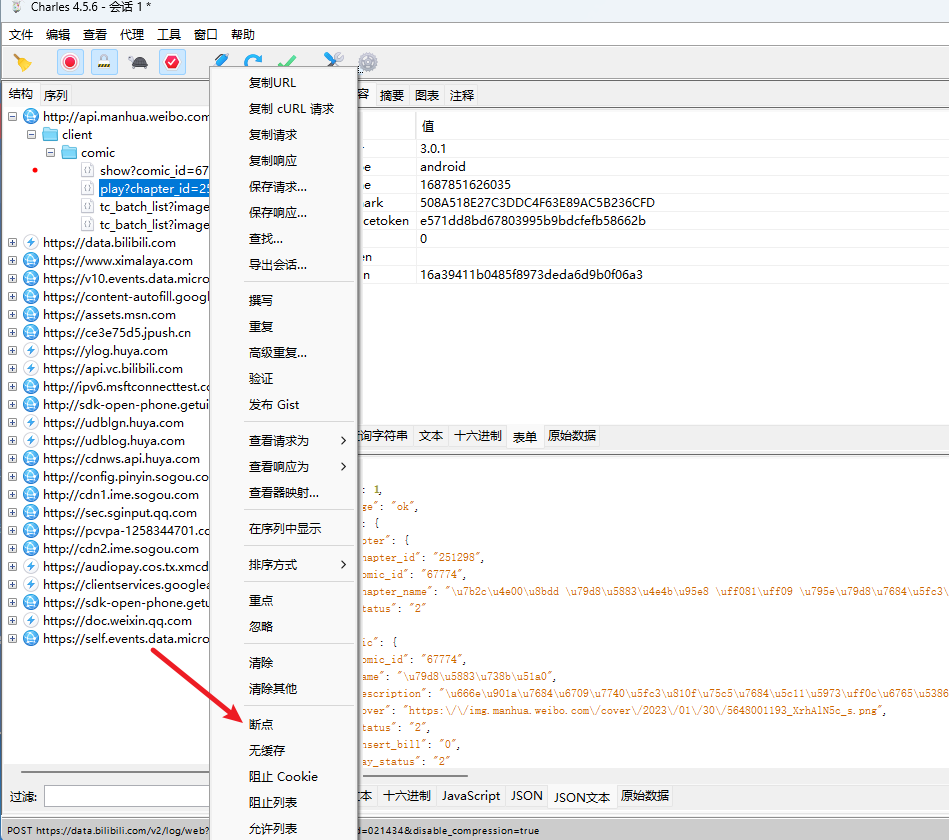 Charles 4.5.6 - 会话 1 *
文件 编辑 查看 代理 工具 窗口 帮助
结构 序列
http://api.manhua.weibo.com
client
comic
show?comic_id=67
play?chapter_id=25
tc_batch_list?image
tc_batch_list?image
https://data.bilibili.com
https://www.ximalaya.com
https://v10.events.data.micro
https://content-autofill.googl
https://assets.msn.com
https://ce3e75d5.jpush.cn
https://ylog.huya.com
https://api.vc.bilibili.com
http://ipv6.msftconnecttest.co
http://sdk-open-phone.getui
https://udblgn.huya.com
https://udblog.huya.com
https://cdnws.api.huya.com
http://config.pinyin.sogou.co
http://cdn1.ime.sogou.com
https://sec.sginput.qq.com
https://pcvpa-1258344701.co
http://cdn2.ime.sogou.com
https://audiopay.cos.tx.xmcd
https://clientservices.googlea
https://sdk-open-phone.getu
https://doc.weixin.qq.com
https://self.events.data.micro
过滤:
复制URL
复制 cURL 请求
复制请求
复制响应
保存请求...
保存响应...
查找...
导出会话...
撰写
重复
高级重复...
验证
发布 Gist
查看请求为
查看响应为
查看器映射...
在序列中显示
排序方式
重点
忽略
清除
清除其他
断点
无缓存
阻止 Cookie
阻止列表
允许列表
容 摘要 图表 注释
值
3.0.1
e android
e 1687851626035
ark 508A518E27C3DDC4F63E89AC5B236CFD
cetoken e571dd8bd67803995b9bdcfefb58662b
0
en
n 16a39411b0485f8973deda6d9b0f06a3
询字符串 文本 十六进制 表单 原始数据
: 1,
ge": "ok",
: {
pter": {
hapter_id": "251298",
omic_id": "67774",
hapter_name": "\u7b2c\u4e00\u8bdd \u79d8\u5883\u4e4b\u95e8 \uff081\uff09 \u795e\u79d8\u7684\u5fc3
tatus": "2"
ic": {
omic_id": "67774",
ame": "\u79d8\u5883\u738b\u51a0",
escription": "\u666e\u901a\u7684\u6709\u7740\u5fc3\u810f\u75c5\u7684\u5c11\u5973\uff0c\u6765\u5386
over": "https:\/\/img.manhua.weibo.com\/cover\/2023\/01\/30\/5648001193_XrhAlN5c_s.png",
tatus": "2",
nsert_bill": "0",
ay_status": "2"
本 十六进制 JavaScript JSON JSON文本 原始数据
POST https://data.bilibili.com/v2/log/web? d=021434&disable_compression=true